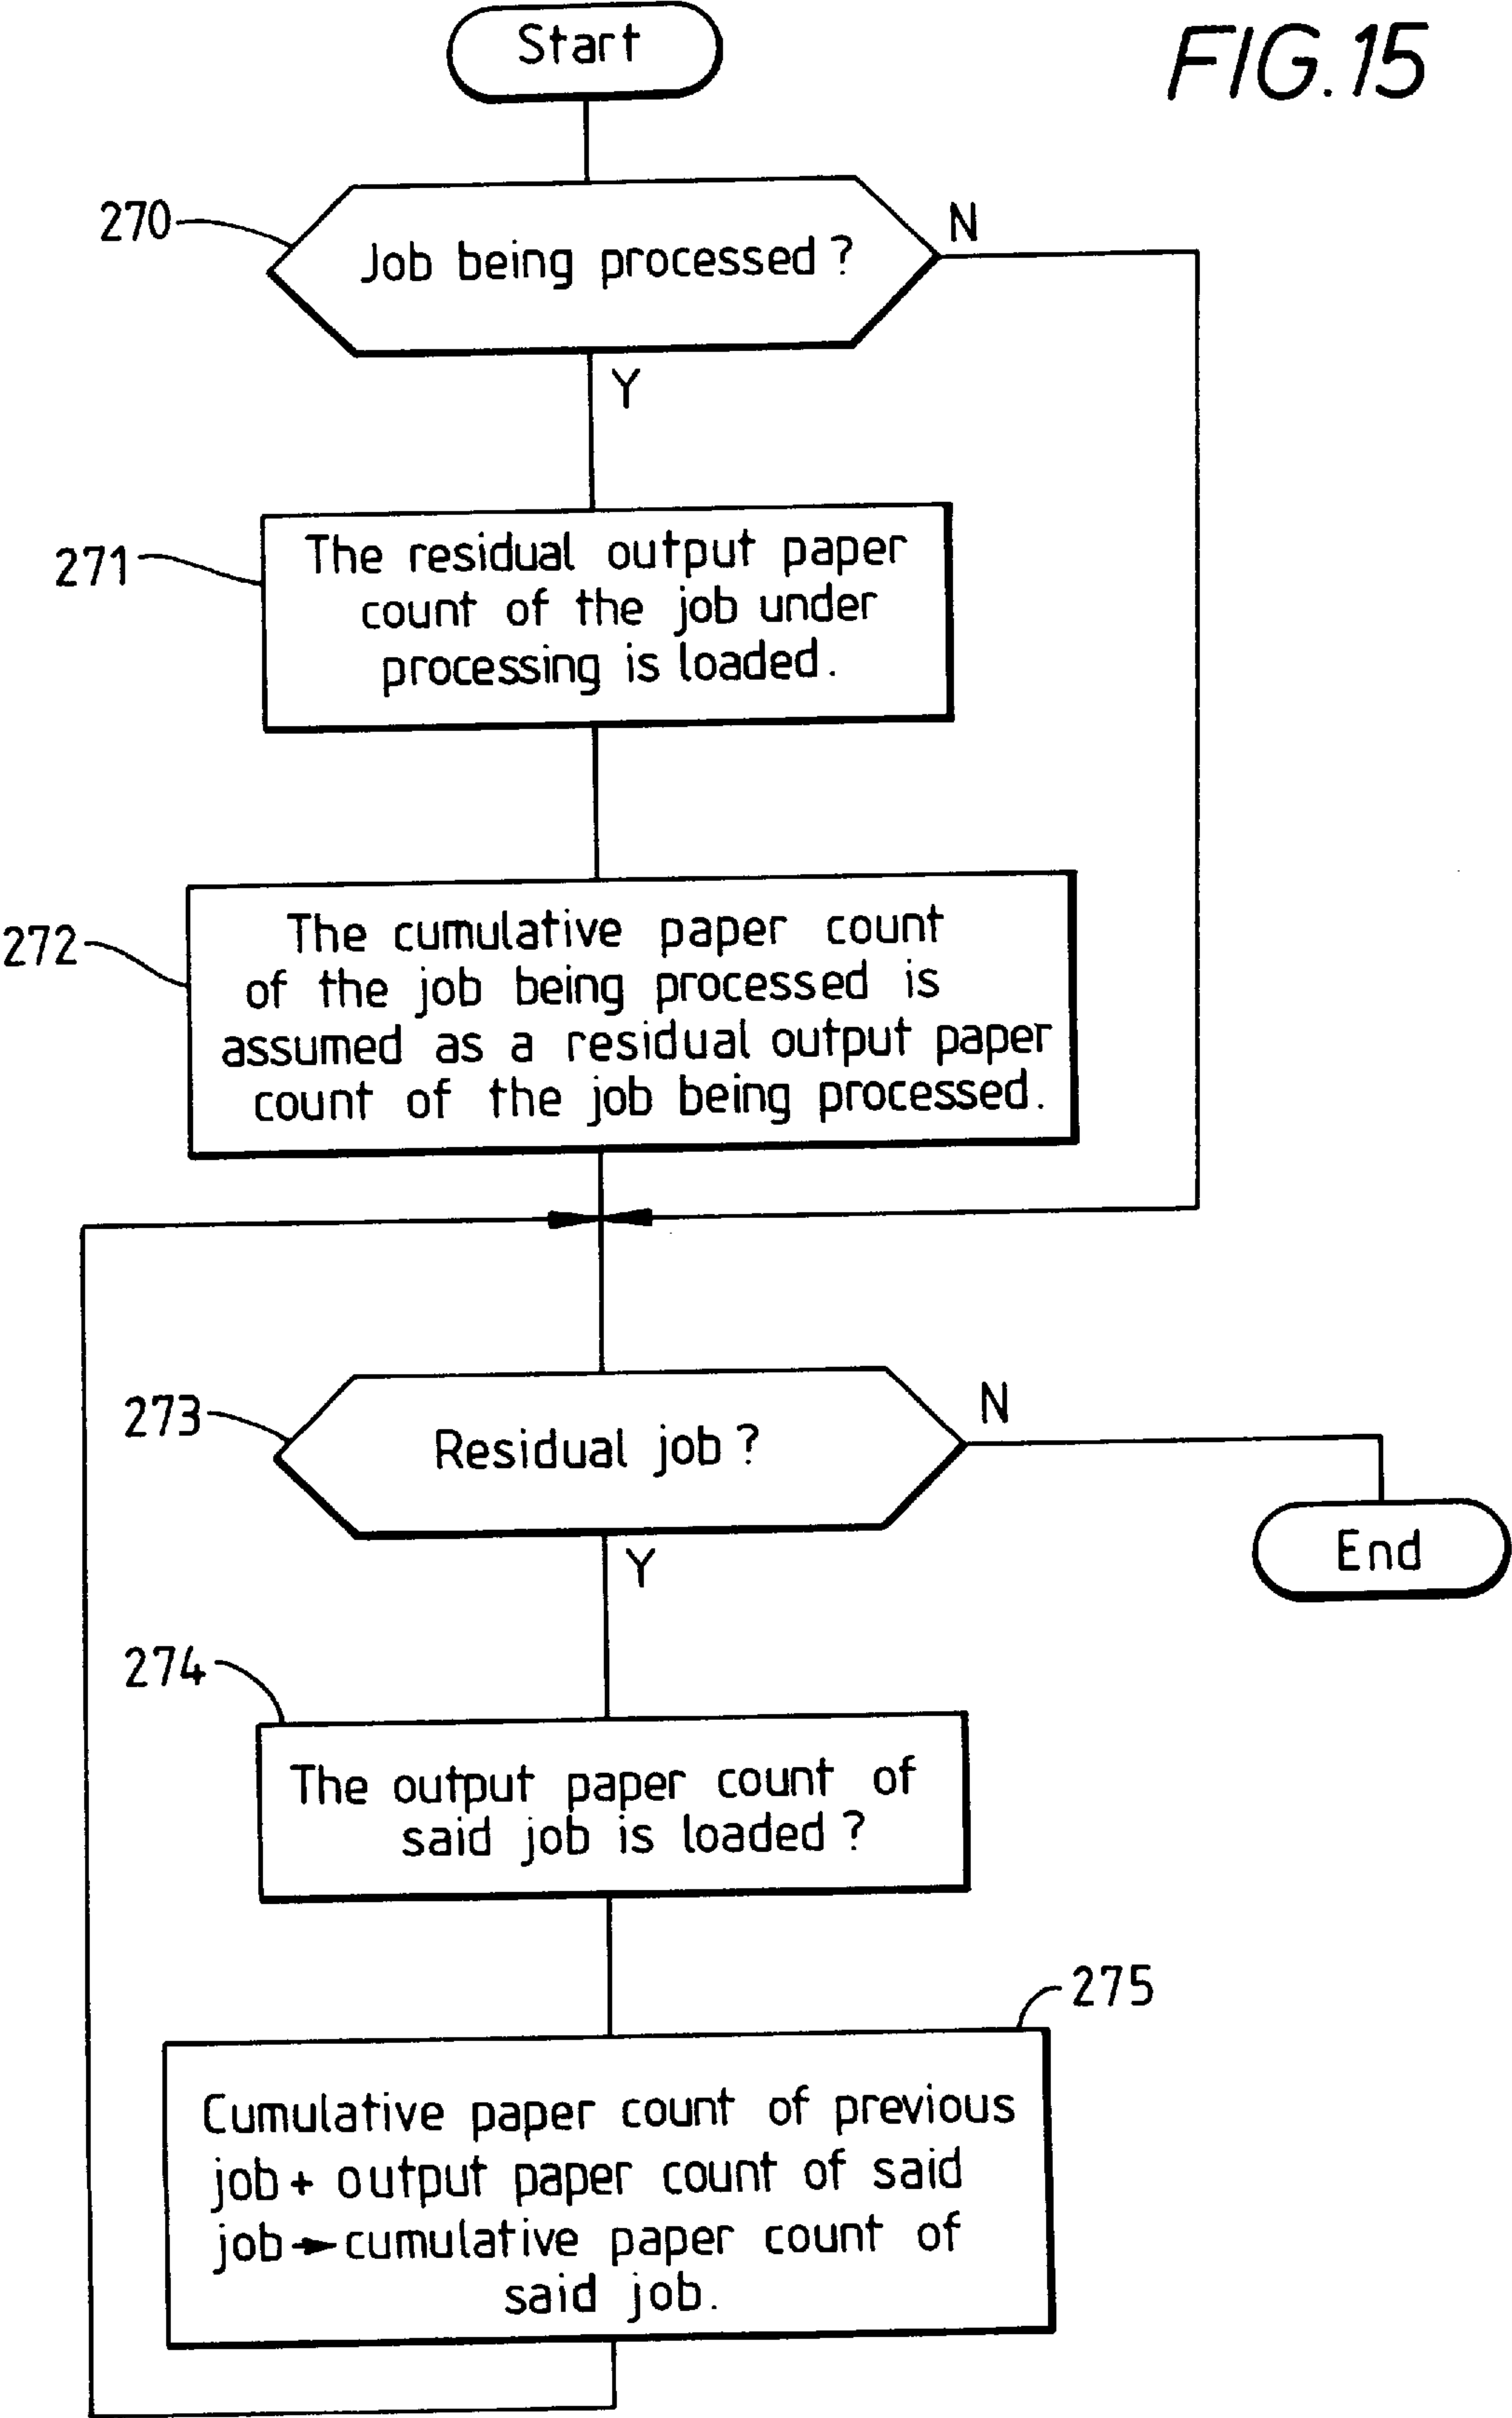 FIG.15
Start
270
Job being processed?
N
Y
271
The residual output paper
count of the job under
processing is loaded.
272
The cumulative paper count
of the job being processed is
assumed as a residual output paper
count of the job being processed.
273
Residual job?
N
Y
End
274
The output paper count of
said job is loaded?
275
Cumulative paper count of previous
job + output paper count of said
job → cumulative paper count of
said job.